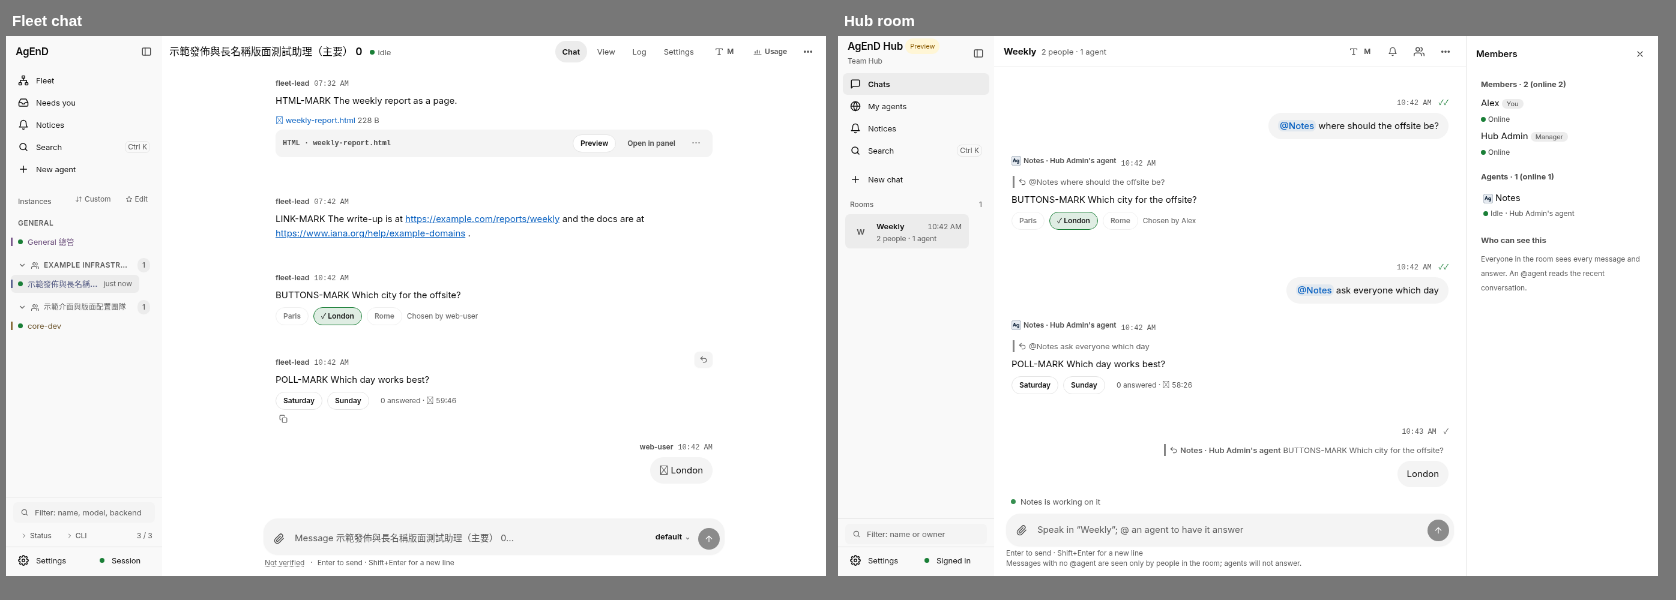 Fleet chat
AgEnD
Fleet
Needs you
Notices
Search
Ctrl K
New agent
Instances
Custom
Edit
GENERAL
General 總管
EXAMPLE INFRASTR...
1
示範發佈與長名稱...
just now
示範介面與版面配置團隊
1
core-dev
Filter: name, model, backend
Status
CLI
3 / 3
Settings
Session
示範發佈與長名稱版面測試助理（主要） 0
Idle
Chat
View
Log
Settings
M
Usage
fleet-lead 07:32 AM
HTML-MARK The weekly report as a page.
weekly-report.html 228 B
HTML · weekly-report.html
Preview
Open in panel
fleet-lead 07:42 AM
LINK-MARK The write-up is at https://example.com/reports/weekly and the docs are at
https://www.iana.org/help/example-domains .
fleet-lead 10:42 AM
BUTTONS-MARK Which city for the offsite?
Paris
✓ London
Rome
Chosen by web-user
fleet-lead 10:42 AM
POLL-MARK Which day works best?
Saturday
Sunday
0 answered · 59:46
web-user 10:42 AM
London
Message 示範發佈與長名稱版面測試助理（主要） 0...
default
Not verified · Enter to send · Shift+Enter for a new line
Hub room
AgEnD Hub
Preview
Team Hub
Chats
My agents
Notices
Search
Ctrl K
New chat
Rooms
1
W
Weekly
10:42 AM
2 people · 1 agent
Filter: name or owner
Settings
Signed in
Weekly
2 people · 1 agent
M
10:42 AM
@Notes where should the offsite be?
Ag
Notes · Hub Admin's agent 10:42 AM
@Notes where should the offsite be?
BUTTONS-MARK Which city for the offsite?
Paris
✓ London
Rome
Chosen by Alex
10:42 AM
@Notes ask everyone which day
Ag
Notes · Hub Admin's agent 10:42 AM
@Notes ask everyone which day
POLL-MARK Which day works best?
Saturday
Sunday
0 answered · 58:26
10:43 AM
Notes · Hub Admin's agent BUTTONS-MARK Which city for the offsite?
London
Notes is working on it
Speak in "Weekly"; @ an agent to have it answer
Enter to send · Shift+Enter for a new line
Messages with no @agent are seen only by people in the room; agents will not answer.
Members
Members · 2 (online 2)
Alex
You
Online
Hub Admin
Manager
Online
Agents · 1 (online 1)
Ag
Notes
Idle · Hub Admin's agent
Who can see this
Everyone in the room sees every message and
answer. An @agent reads the recent
conversation.